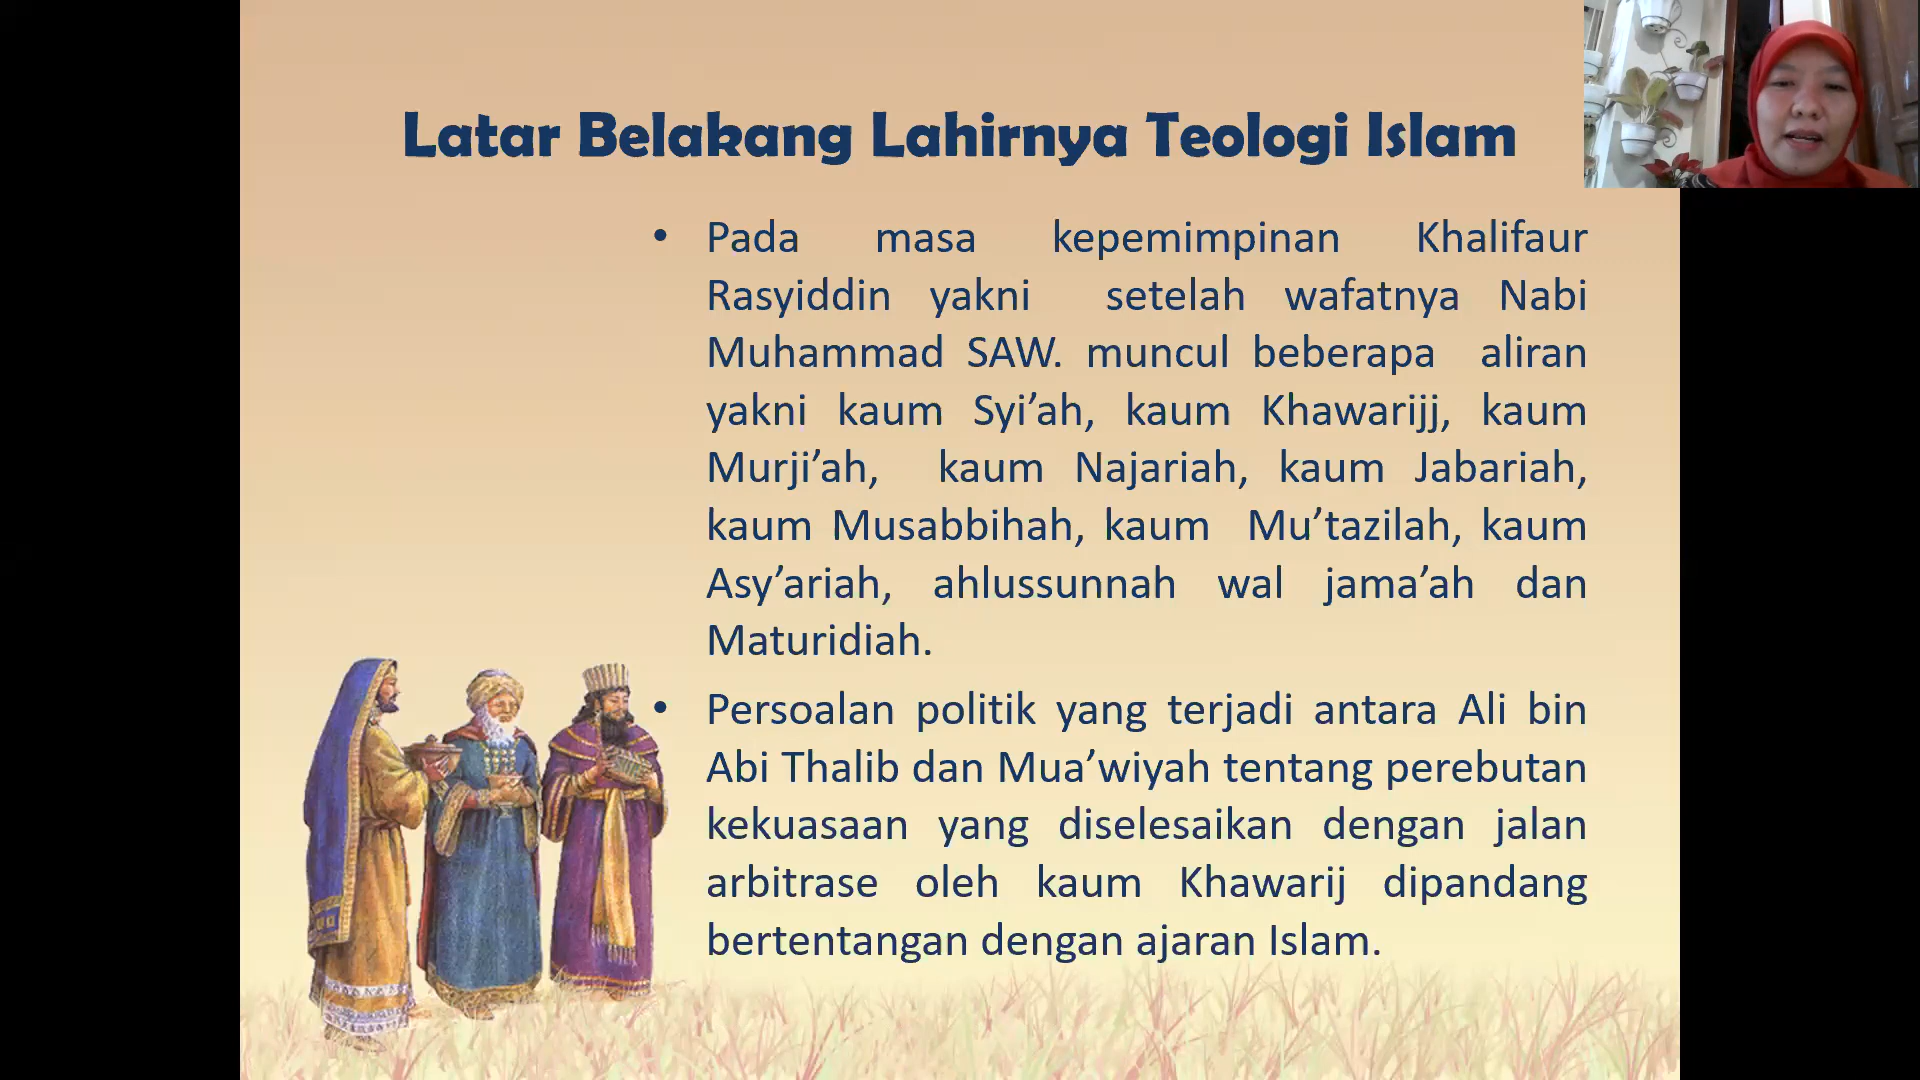 Latar Belakang Lahirnya Teologi Islam
• Pada masa kepemimpinan Khalifaur
Rasyiddin yakni setelah wafatnya Nabi
Muhammad SAW. muncul beberapa aliran
yakni kaum Syi’ah, kaum Khawarijj, kaum
Murji’ah, kaum Najariah, kaum Jabariah,
kaum Musabbihah, kaum Mu’tazilah, kaum
Asy’ariah, ahlussunnah wal jama’ah dan
Maturidiah.
• Persoalan politik yang terjadi antara Ali bin
Abi Thalib dan Mua’wiyah tentang perebutan
kekuasaan yang diselesaikan dengan jalan
arbitrase oleh kaum Khawarij dipandang
bertentangan dengan ajaran Islam.